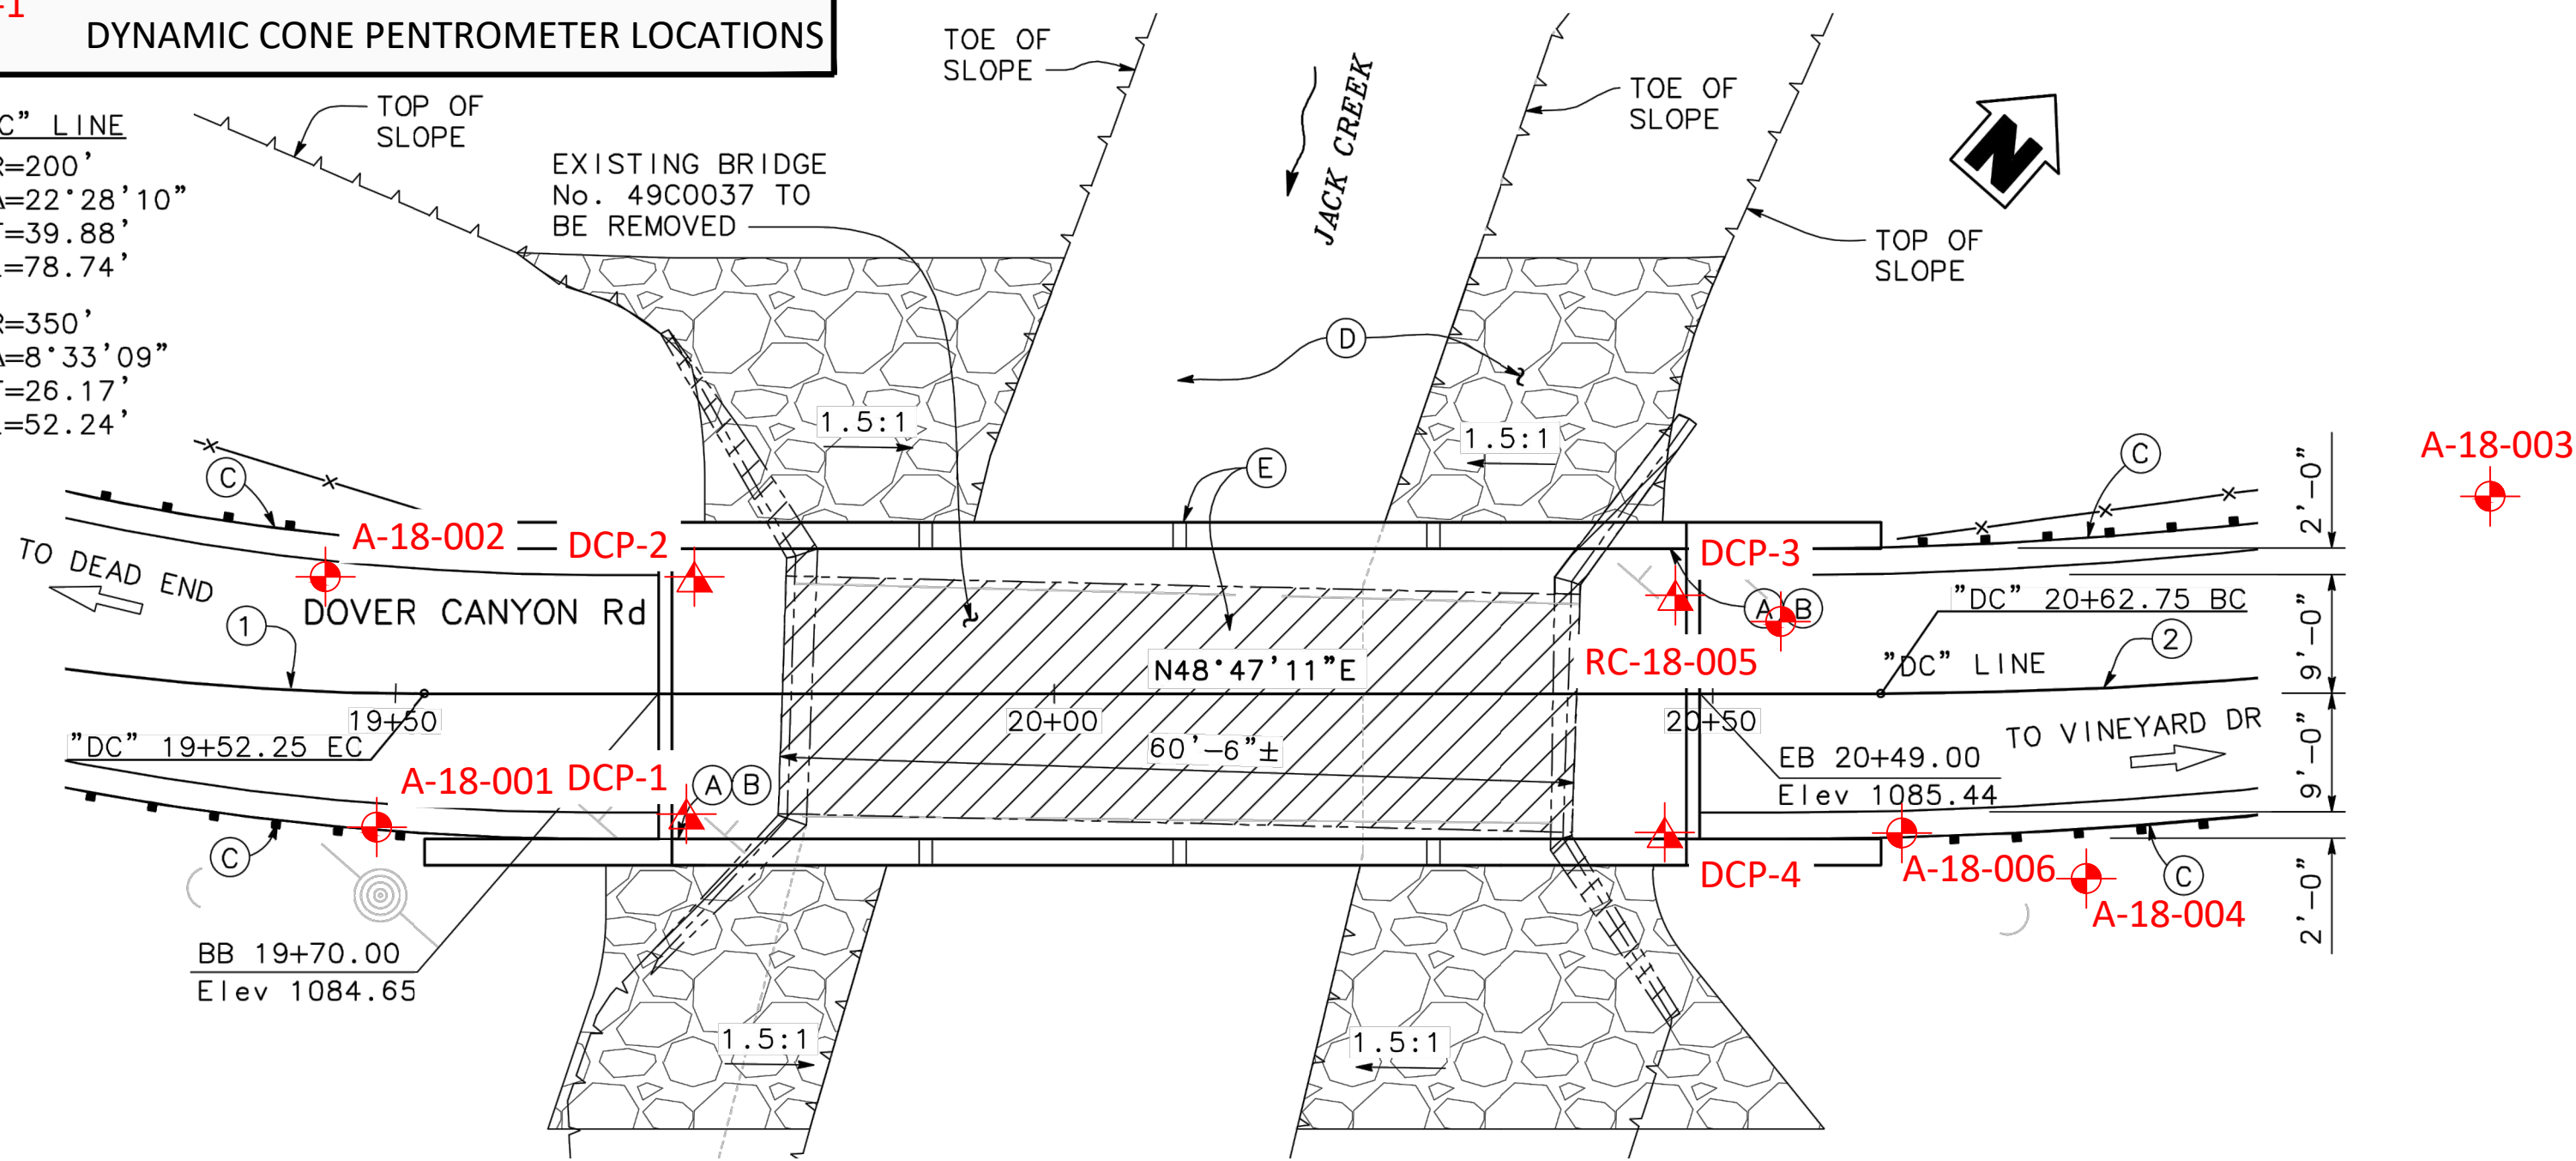 -1
DYNAMIC CONE PENTROMETER LOCATIONS
C" LINE
R=200'
=22°28'10"
T=39.88'
L=78.74'
R=350'
=8°33'09"
T=26.17'
L=52.24'
TOP OF
SLOPE
EXISTING BRIDGE
No. 49C0037 TO
BE REMOVED
TOE OF
SLOPE
JACK CREEK
TOE OF
SLOPE
TOP OF
SLOPE
N
D
1.5:1
1.5:1
E
C
C
A-18-003
2'-0"
A-18-002
DCP-2
DCP-3
TO DEAD END
DOVER CANYON Rd
1
A B
"DC" 20+62.75 BC
9'-0"
N48°47'11"E
RC-18-005
"DC" LINE
2
19+50
20+00
20+50
"DC" 19+52.25 EC
60'-6"±
TO VINEYARD DR
EB 20+49.00
Elev 1085.44
9'-0"
A-18-001
DCP-1
A B
C
DCP-4
A-18-006
C
A-18-004
2'-0"
BB 19+70.00
Elev 1084.65
1.5:1
1.5:1